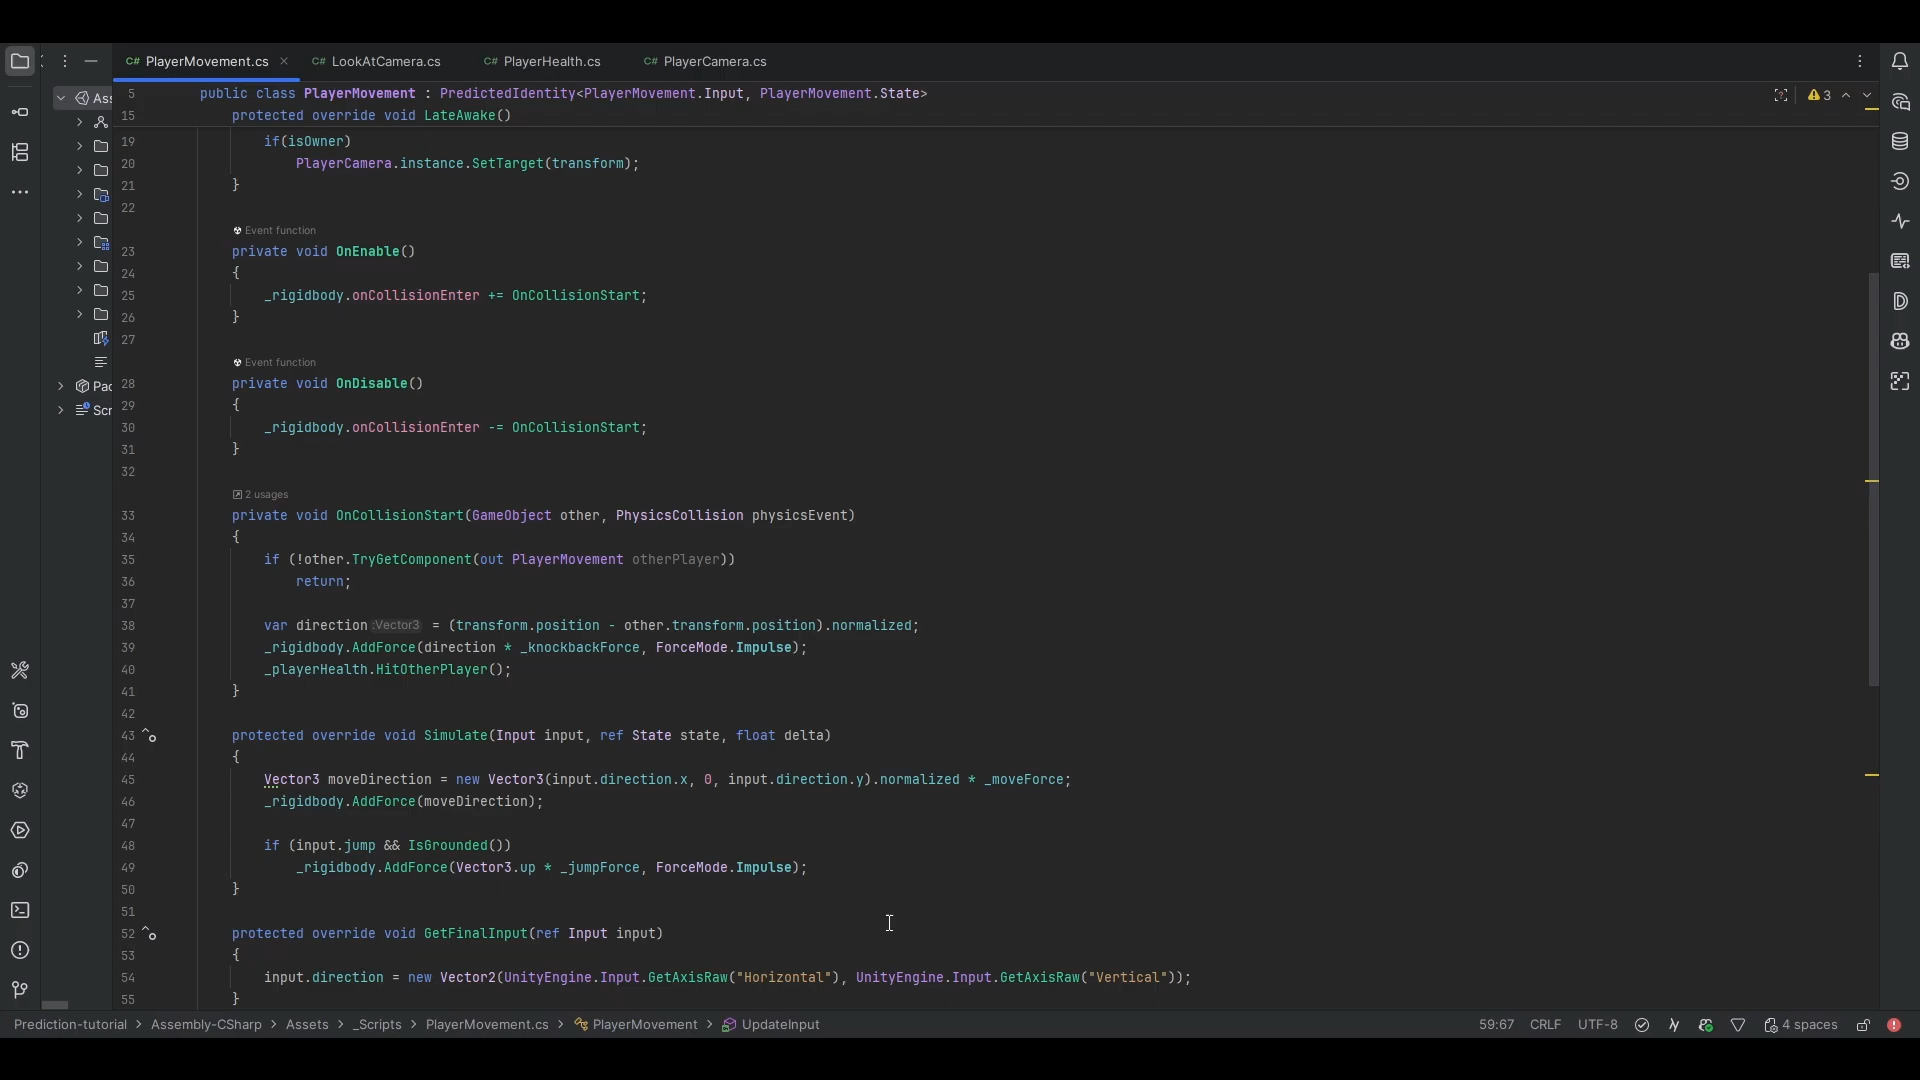 C# PlayerMovement.cs
C# LookAtCamera.cs
C# PlayerHealth.cs
C# PlayerCamera.cs
Ass
Pac
Scr
3
5 public class PlayerMovement : PredictedIdentity<PlayerMovement.Input, PlayerMovement.State>
15 protected override void LateAwake()
19 if(isOwner)
20 PlayerCamera.instance.SetTarget(transform);
21 }
22
Event function
23 private void OnEnable()
24 {
25 _rigidbody.onCollisionEnter += OnCollisionStart;
26 }
27
Event function
28 private void OnDisable()
29 {
30 _rigidbody.onCollisionEnter -= OnCollisionStart;
31 }
32
2 usages
33 private void OnCollisionStart(GameObject other, PhysicsCollision physicsEvent)
34 {
35 if (!other.TryGetComponent(out PlayerMovement otherPlayer))
36 return;
37
38 var direction :Vector3 = (transform.position - other.transform.position).normalized;
39 _rigidbody.AddForce(direction * _knockbackForce, ForceMode.Impulse);
40 _playerHealth.HitOtherPlayer();
41 }
42
43 protected override void Simulate(Input input, ref State state, float delta)
44 {
45 Vector3 moveDirection = new Vector3(input.direction.x, 0, input.direction.y).normalized * _moveForce;
46 _rigidbody.AddForce(moveDirection);
47
48 if (input.jump && IsGrounded())
49 _rigidbody.AddForce(Vector3.up * _jumpForce, ForceMode.Impulse);
50 }
51
52 protected override void GetFinalInput(ref Input input)
53 {
54 input.direction = new Vector2(UnityEngine.Input.GetAxisRaw("Horizontal"), UnityEngine.Input.GetAxisRaw("Vertical"));
55 }
Prediction-tutorial > Assembly-CSharp > Assets > _Scripts > PlayerMovement.cs > PlayerMovement > UpdateInput
59:67 CRLF UTF-8 4 spaces